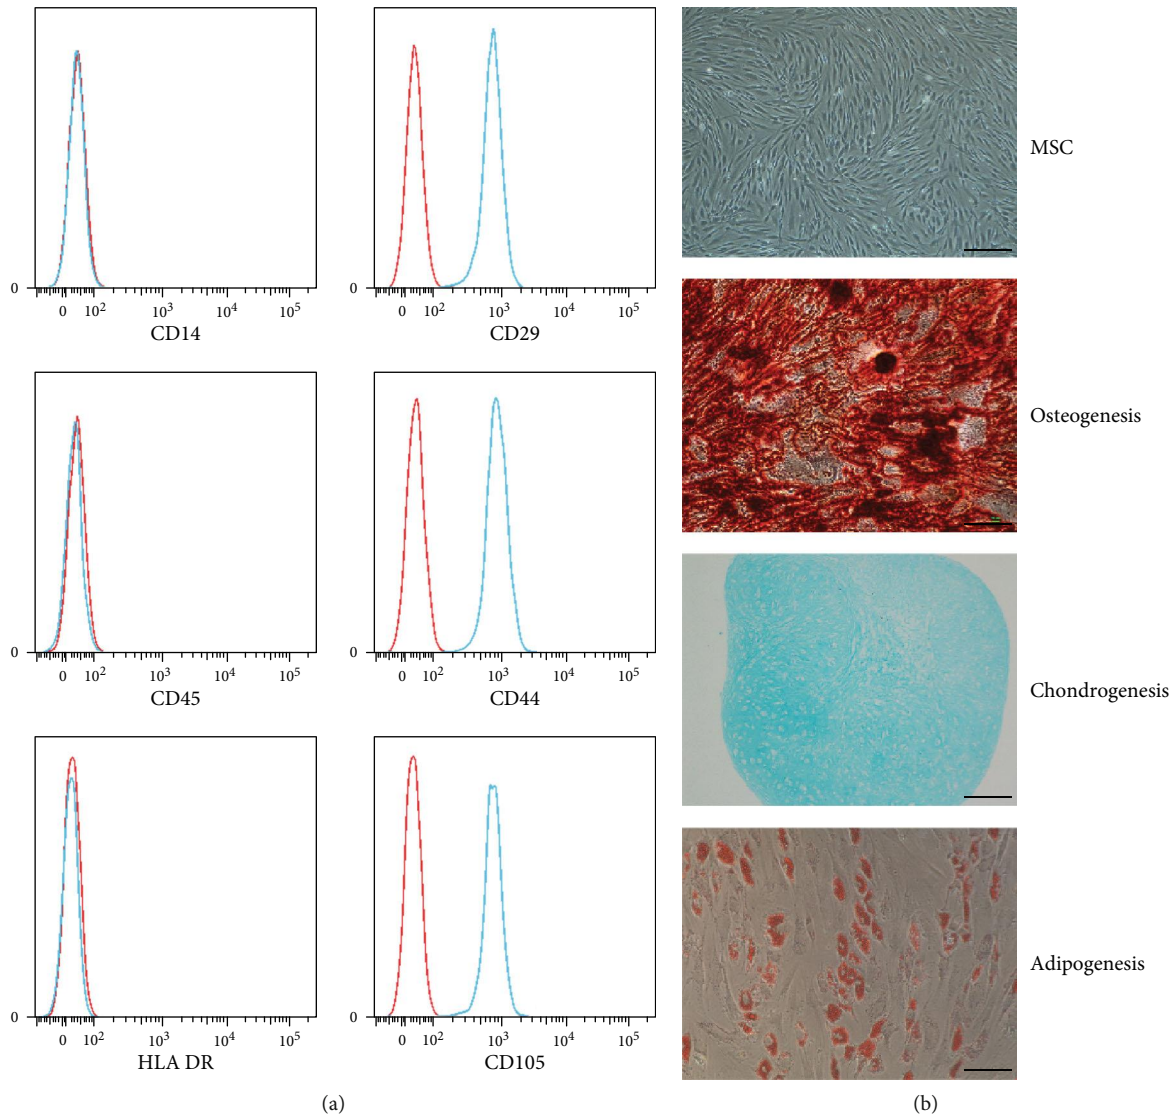 0
0 10² 10³ 10⁴ 10⁵
CD14
0
0 10² 10³ 10⁴ 10⁵
CD29
0
0 10² 10³ 10⁴ 10⁵
CD45
0
0 10² 10³ 10⁴ 10⁵
CD44
0
0 10² 10³ 10⁴ 10⁵
HLA DR
0
0 10² 10³ 10⁴ 10⁵
CD105
(a)
MSC
Osteogenesis
Chondrogenesis
Adipogenesis
(b)